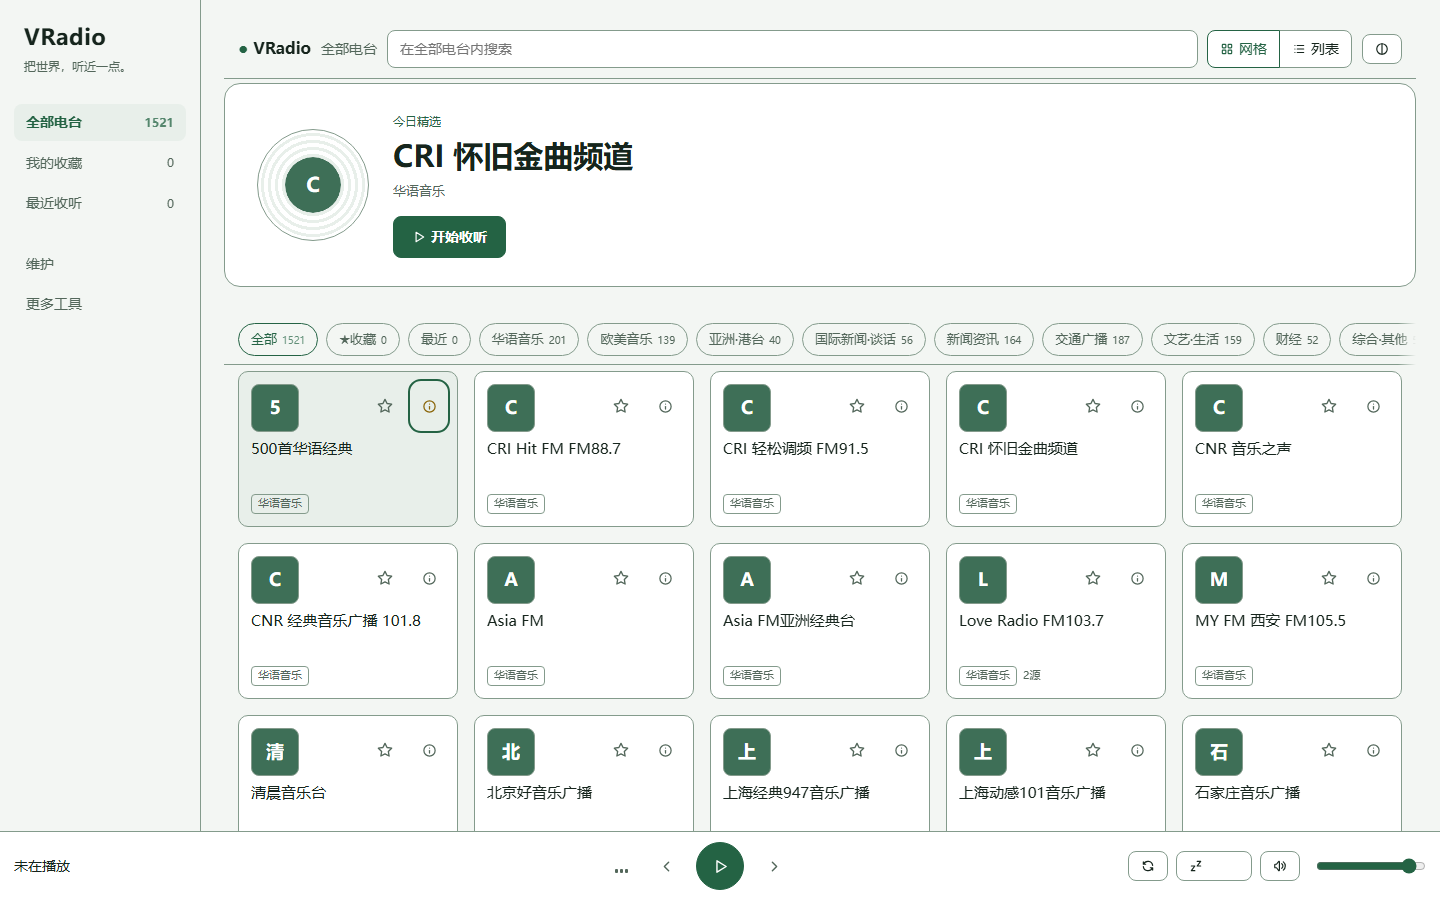 VRadio
把世界，听近一点。
全部电台 1521
我的收藏 0
最近收听 0
维护
更多工具
VRadio 全部电台 在全部电台内搜索 网格 列表
C
今日精选
CRI 怀旧金曲频道
华语音乐
开始收听
全部 1521 ★收藏 0 最近 0 华语音乐 201 欧美音乐 139 亚洲·港台 40 国际新闻·谈话 56 新闻资讯 164 交通广播 187 文艺·生活 159 财经 52 综合·其他
5 C C C C
500首华语经典 CRI Hit FM FM88.7 CRI 轻松调频 FM91.5 CRI 怀旧金曲频道 CNR 音乐之声
华语音乐 华语音乐 华语音乐 华语音乐 华语音乐
C A A L M
CNR 经典音乐广播 101.8 Asia FM Asia FM亚洲经典台 Love Radio FM103.7 MY FM 西安 FM105.5
华语音乐 华语音乐 华语音乐 华语音乐 2源 华语音乐
清 北 上 上 石
清晨音乐台 北京好音乐广播 上海经典947音乐广播 上海动感101音乐广播 石家庄音乐广播
未在播放 ... zz